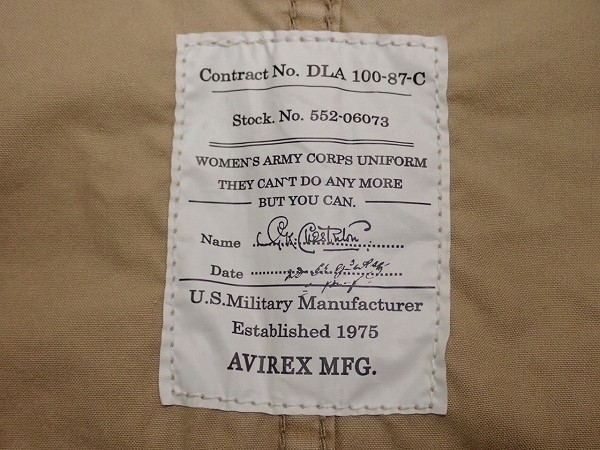 Contract No. DLA 100-87-C
Stock. No. 552-06073
WOMEN'S ARMY CORPS UNIFORM
THEY CAN'T DO ANY MORE
BUT YOU CAN.
Name
Date
U.S.Military Manufacturer
Established 1975
AVIREX MFG.